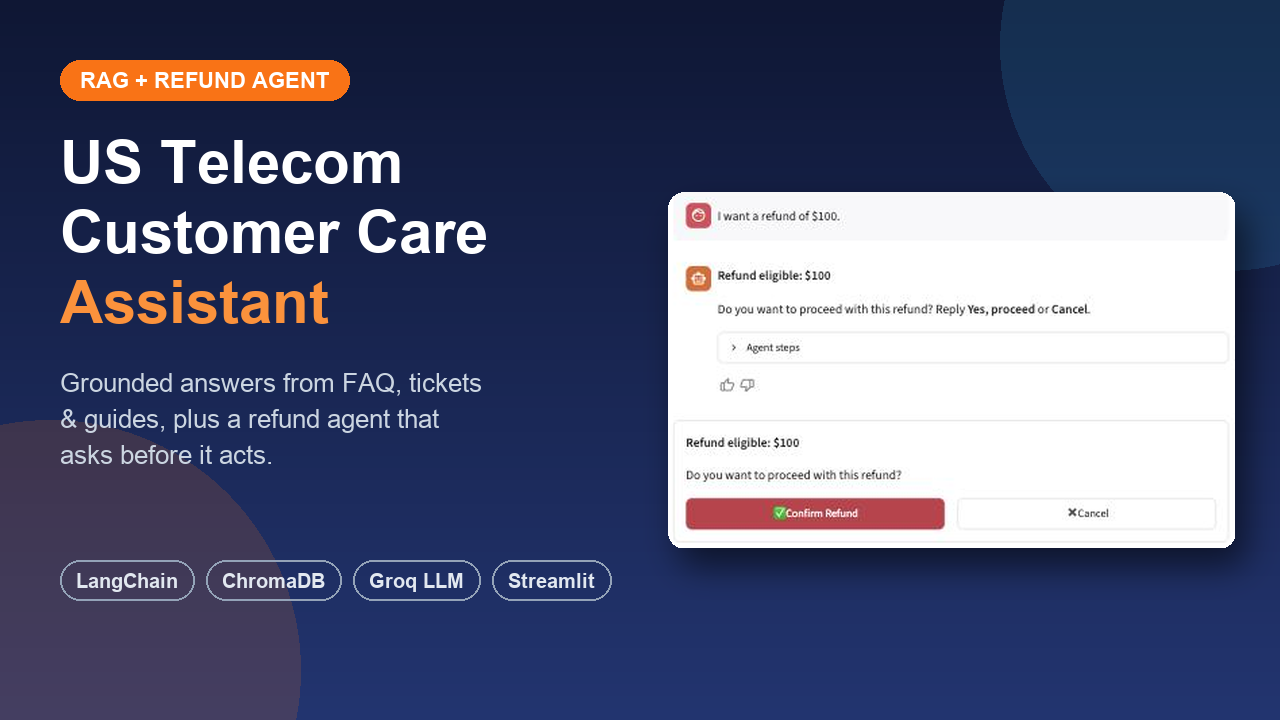 RAG + REFUND AGENT
US Telecom
Customer Care
Assistant
Grounded answers from FAQ, tickets
& guides, plus a refund agent that
asks before it acts.
LangChain
ChromaDB
Groq LLM
Streamlit
I want a refund of $100.
Refund eligible: $100
Do you want to proceed with this refund? Reply Yes, proceed or Cancel.
Agent steps
Refund eligible: $100
Do you want to proceed with this refund?
✅Confirm Refund
❌Cancel